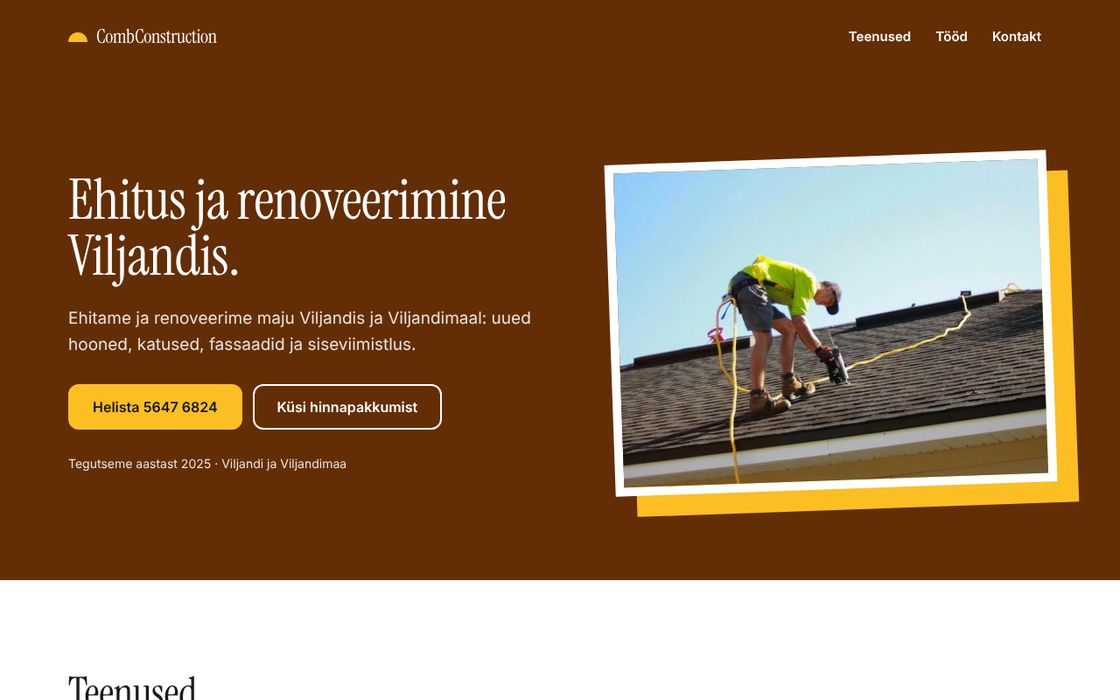 CombConstruction
Teenused
Tööd
Kontakt
Ehitus ja renoveerimine
Viljandis.
Ehitame ja renoveerime maju Viljandis ja Viljandimaal: uued
hooned, katused, fassaadid ja siseviimistlus.
Helista 5647 6824
Küsi hinnapakkumist
Tegutseme aastast 2025 · Viljandi ja Viljandimaa
Teenused